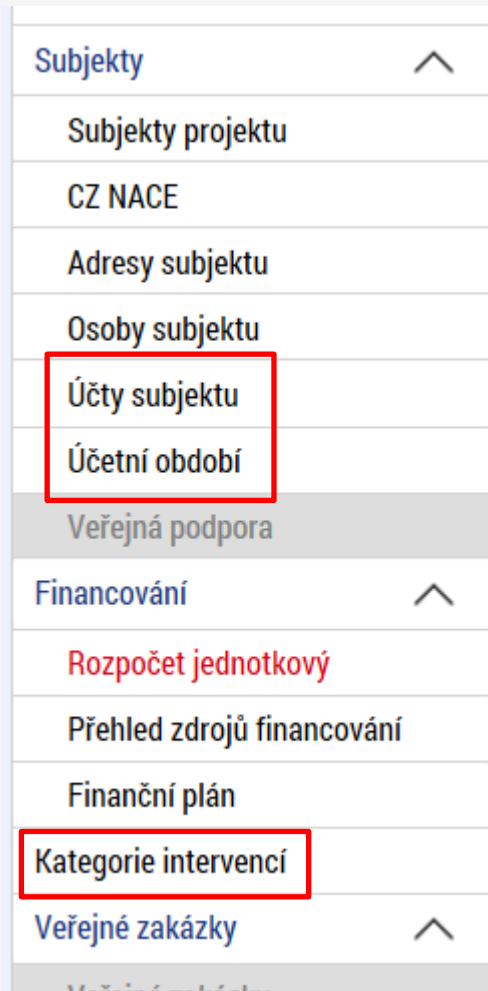 Subjekty
Subjekty projektu
CZ NACE
Adresy subjektu
Osoby subjektu
Účty subjektu
Účetní období
Veřejná podpora
Financování
Rozpočet jednotkový
Přehled zdrojů financování
Finanční plán
Kategorie intervencí
Veřejné zakázky